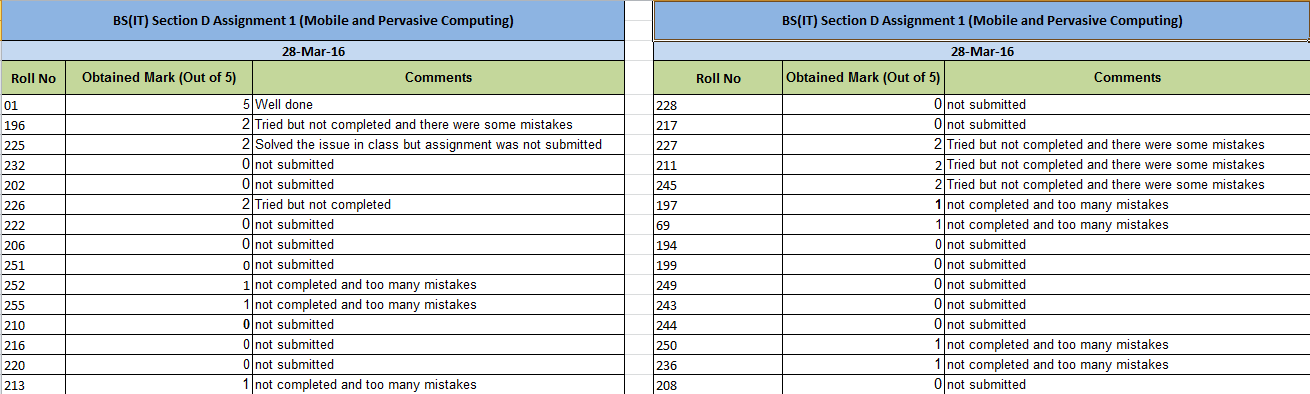 BS(IT) Section D Assignment 1 (Mobile and Pervasive Computing)
28-Mar-16
Roll No Obtained Mark (Out of 5) Comments
01 5 Well done
196 2 Tried but not completed and there were some mistakes
225 2 Solved the issue in class but assignment was not submitted
232 0 not submitted
202 0 not submitted
226 2 Tried but not completed
222 0 not submitted
206 0 not submitted
251 0 not submitted
252 1 not completed and too many mistakes
255 1 not completed and too many mistakes
210 0 not submitted
216 0 not submitted
220 0 not submitted
213 1 not completed and too many mistakes
BS(IT) Section D Assignment 1 (Mobile and Pervasive Computing)
28-Mar-16
Roll No Obtained Mark (Out of 5) Comments
228 0 not submitted
217 0 not submitted
227 2 Tried but not completed and there were some mistakes
211 2 Tried but not completed and there were some mistakes
245 2 Tried but not completed and there were some mistakes
197 1 not completed and too many mistakes
69 1 not completed and too many mistakes
194 0 not submitted
199 0 not submitted
249 0 not submitted
243 0 not submitted
244 0 not submitted
250 1 not completed and too many mistakes
236 1 not completed and too many mistakes
208 0 not submitted